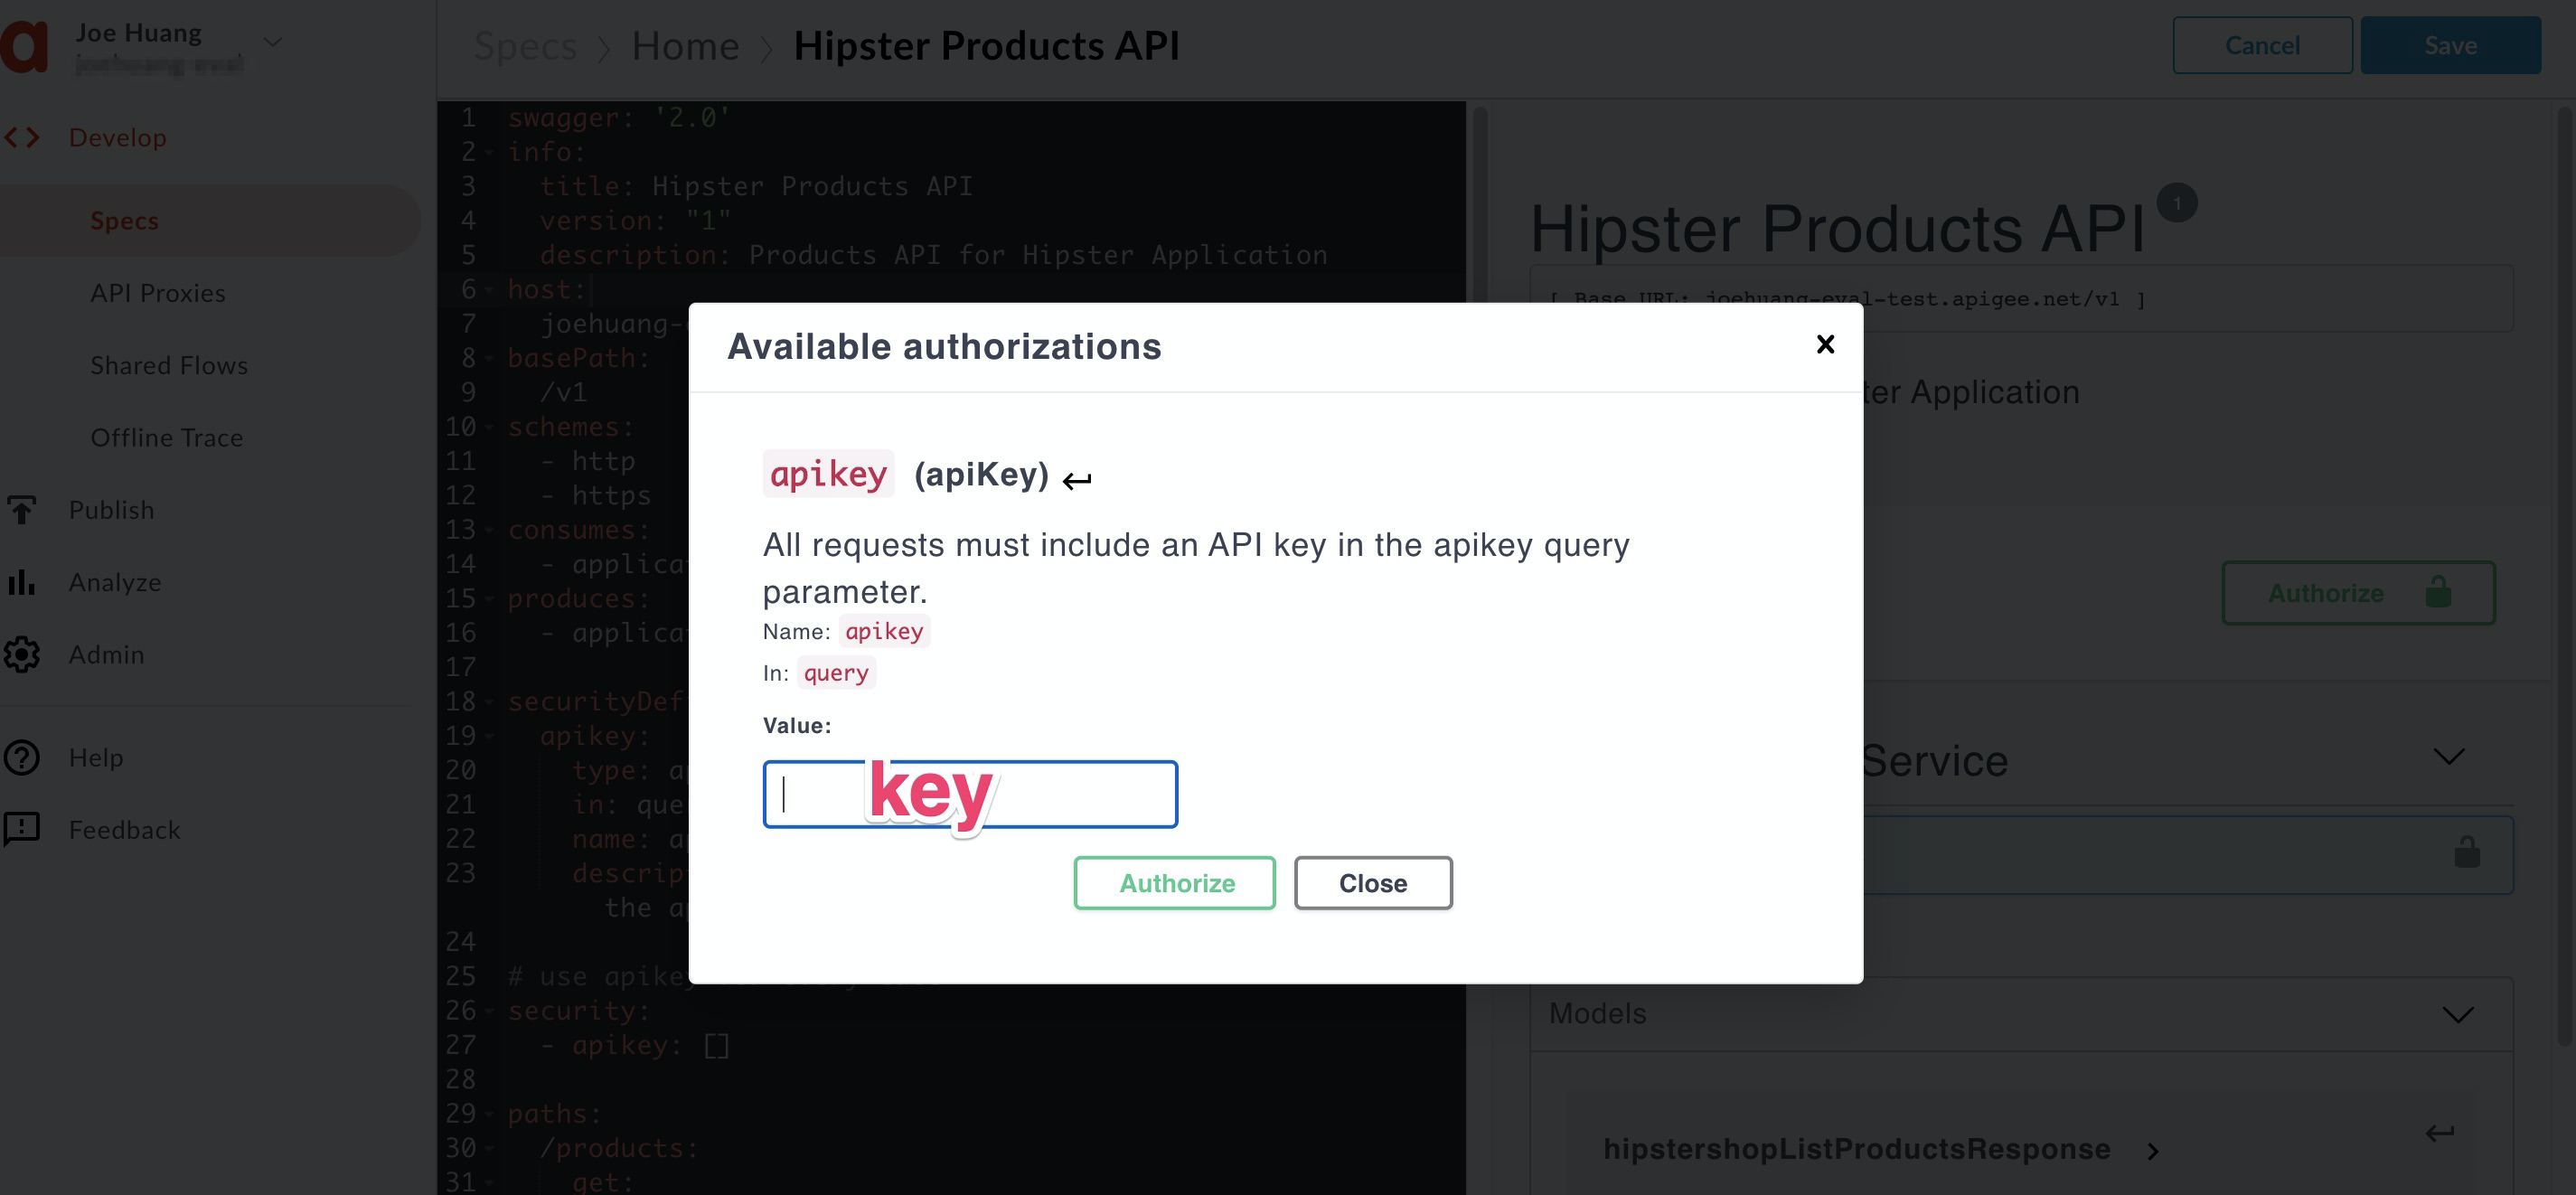 Joe Huang
Specs > Home > Hipster Products API
Cancel
Save
Develop
Specs
API Proxies
Shared Flows
Offline Trace
Publish
Analyze
Admin
Help
Feedback
1 swagger: '2.0'
2 info:
3 title: Hipster Products API
4 version: "1"
5 description: Products API for Hipster Application
6 host:
7 joehuang-
8 basePath:
9 /v1
10 schemes:
11 - http
12 - https
13 consumes:
14 - applica
15 produces:
16 - applica
17
18 securityDef
19 apikey:
20 type: a
21 in: que
22 name: a
23 descrip
the a
24
25 # use apike
26 security:
27 - apikey: []
28
29 paths:
30 /products:
31 get:
Available authorizations
×
apikey (apiKey)
All requests must include an API key in the apikey query
parameter.
Name: apikey
In: query
Value:
key
Authorize
Close
Hipster Products API 1
[ Base URL: joehuang-eval-test.apigee.net/v1 ]
ter Application
Authorize
Service
Models
hipstershopListProductsResponse >